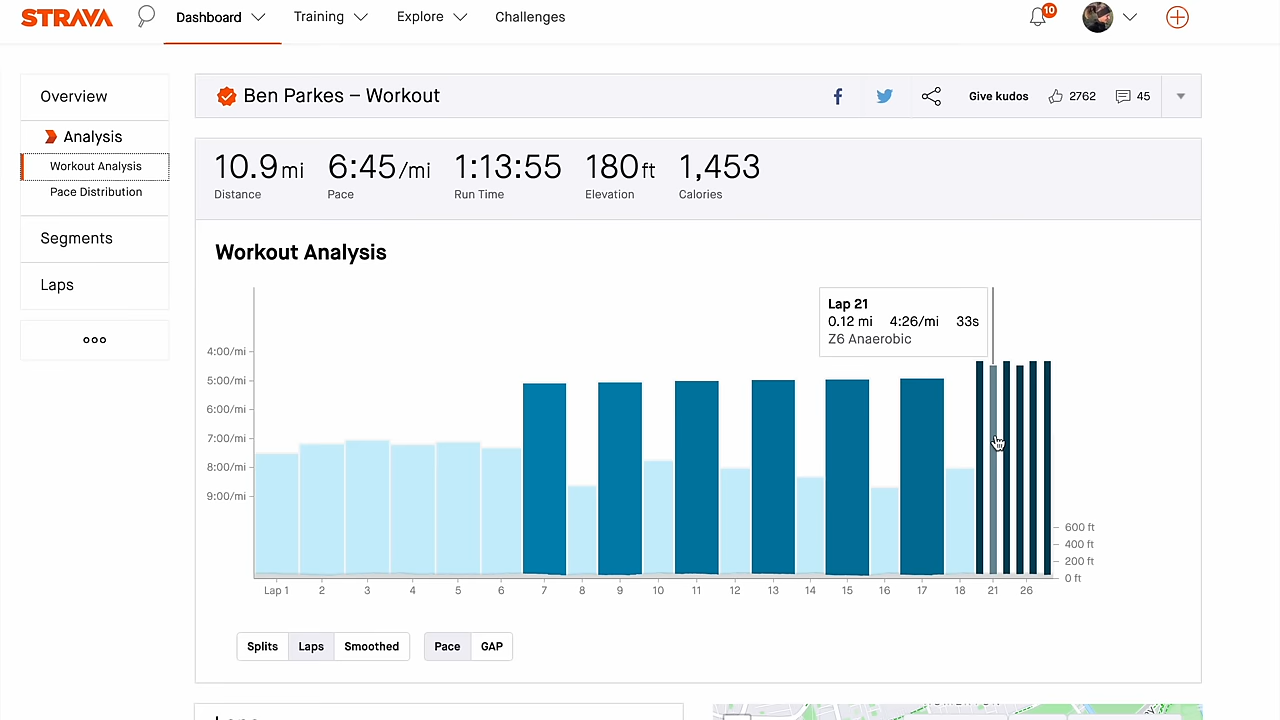 STRAVA Dashboard Training Explore Challenges 10
Overview
Analysis
Workout Analysis
Pace Distribution
Segments
Laps
Ben Parkes – Workout Give kudos 2762 45
10.9 mi 6:45/mi 1:13:55 180 ft 1,453
Distance Pace Run Time Elevation Calories
Workout Analysis
Lap 21
0.12 mi 4:26/mi 33s
Z6 Anaerobic
4:00/mi
5:00/mi
6:00/mi
7:00/mi
8:00/mi
9:00/mi
600 ft
400 ft
200 ft
0 ft
Lap 1 2 3 4 5 6 7 8 9 10 11 12 13 14 15 16 17 18 21 26
Splits Laps Smoothed Pace GAP